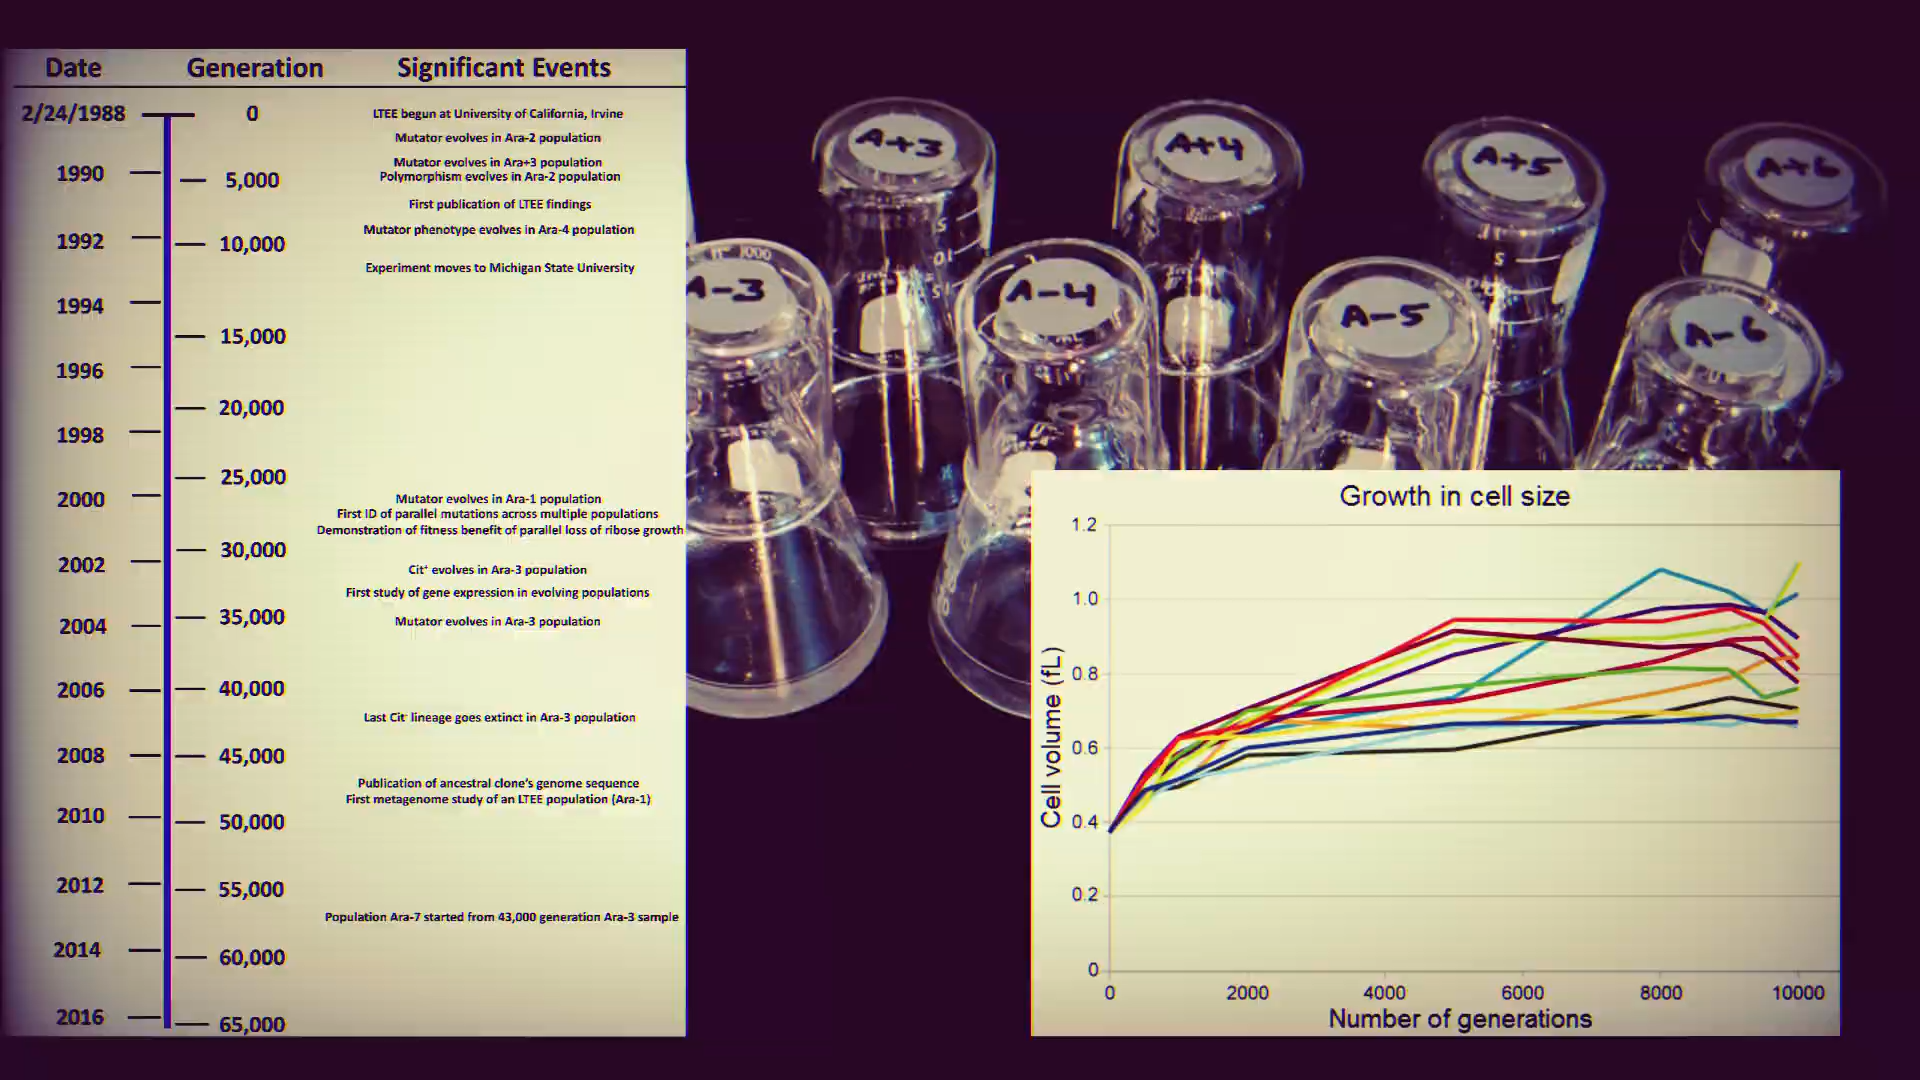 Date Generation Significant Events
2/24/1988 0 LTEE begun at University of California, Irvine
Mutator evolves in Ara-2 population
Mutator evolves in Ara+3 population
1990 5,000 Polymorphism evolves in Ara-2 population
First publication of LTEE findings
Mutator phenotype evolves in Ara-4 population
1992 10,000
Experiment moves to Michigan State University
1994
15,000
1996
20,000
1998
25,000
2000 Mutator evolves in Ara-1 population
First ID of parallel mutations across multiple populations
Demonstration of fitness benefit of parallel loss of ribose growth
30,000
2002 Cit⁺ evolves in Ara-3 population
First study of gene expression in evolving populations
35,000 Mutator evolves in Ara-3 population
2004
2006 40,000
Last Cit⁻ lineage goes extinct in Ara-3 population
2008 45,000
Publication of ancestral clone's genome sequence
First metagenome study of an LTEE population (Ara-1)
2010 50,000
2012 55,000
Population Ara-7 started from 43,000 generation Ara-3 sample
2014 60,000
2016 65,000
A+3
A+4
A+5
A+6
1000
A-3
A-4
A-5
A-6
Growth in cell size
1.2
1.0
0.8
0.6
0.4
0.2
0
Cell volume (fL)
0 2000 4000 6000 8000 10000
Number of generations